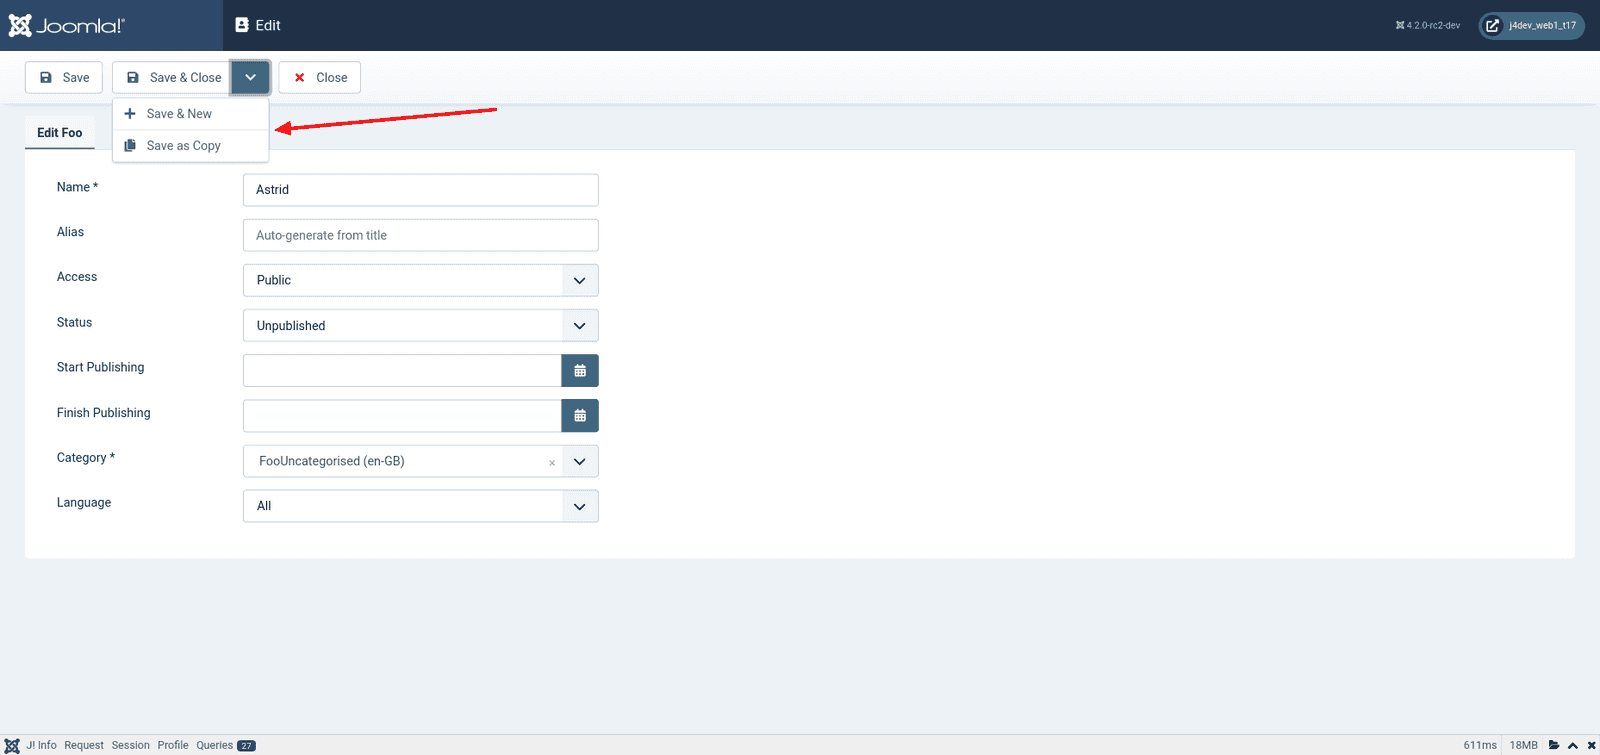 Joomla!® Edit 4.2.0-rc2-dev j4dev_web1_t17
Save Save & Close Close
Save & New
Save as Copy
Edit Foo
Name * Astrid
Alias Auto-generate from title
Access Public
Status Unpublished
Start Publishing
Finish Publishing
Category * FooUncategorised (en-GB) ×
Language All
J! Info Request Session Profile Queries 27 611ms 18MB